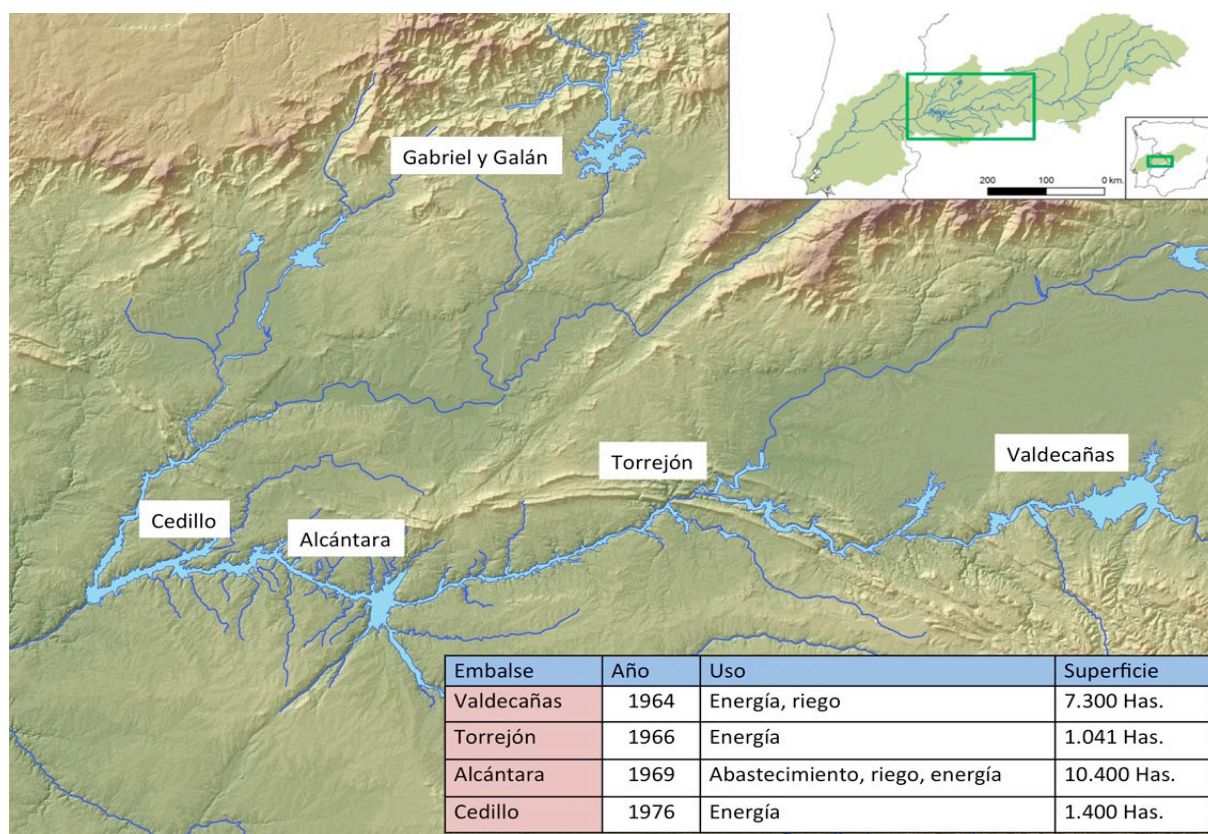 200 100 0 km.
Gabriel y Galán
Torrejón
Valdecañas
Cedillo
Alcántara
Embalse Año Uso Superficie
Valdecañas 1964 Energía, riego 7.300 Has.
Torrejón 1966 Energía 1.041 Has.
Alcántara 1969 Abastecimiento, riego, energía 10.400 Has.
Cedillo 1976 Energía 1.400 Has.